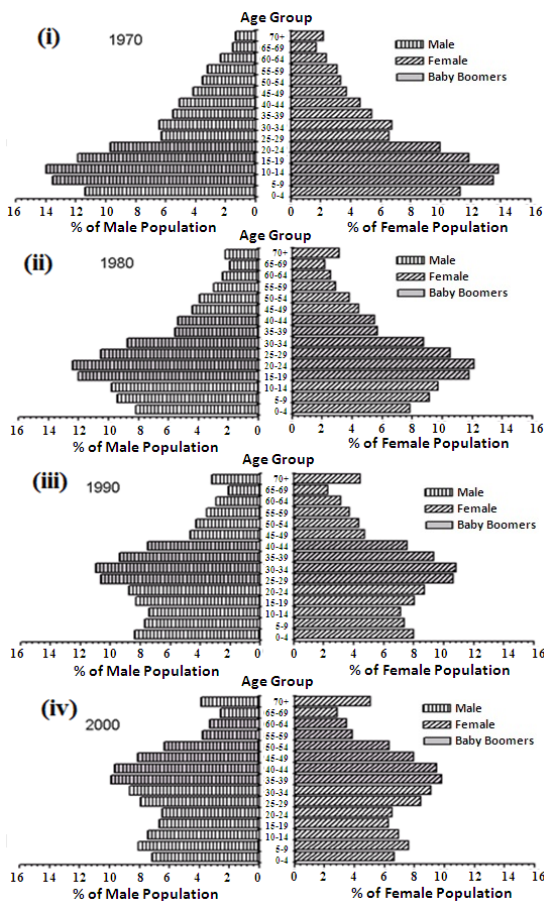 Age Group
(i) 1970
Male
Female
Baby Boomers
70+
65-69
60-64
55-59
50-54
45-49
40-44
35-39
30-34
25-29
20-24
15-19
10-14
5-9
0-4
16 14 12 10 8 6 4 2 0 0 2 4 6 8 10 12 14 16
% of Male Population % of Female Population
Age Group
(ii) 1980
Male
Female
Baby Boomers
70+
65-69
60-64
55-59
50-54
45-49
40-44
35-39
30-34
25-29
20-24
15-19
10-14
5-9
0-4
16 14 12 10 8 6 4 2 0 0 2 4 6 8 10 12 14 16
% of Male Population % of Female Population
Age Group
(iii) 1990
Male
Female
Baby Boomers
70+
65-69
60-64
55-59
50-54
45-49
40-44
35-39
30-34
25-29
20-24
15-19
10-14
5-9
0-4
16 14 12 10 8 6 4 2 0 0 2 4 6 8 10 12 14 16
% of Male Population % of Female Population
Age Group
(iv) 2000
Male
Female
Baby Boomers
70+
65-69
60-64
55-59
50-54
45-49
40-44
35-39
30-34
25-29
20-24
15-19
10-14
5-9
0-4
16 14 12 10 8 6 4 2 0 0 2 4 6 8 10 12 14 16
% of Male Population % of Female Population